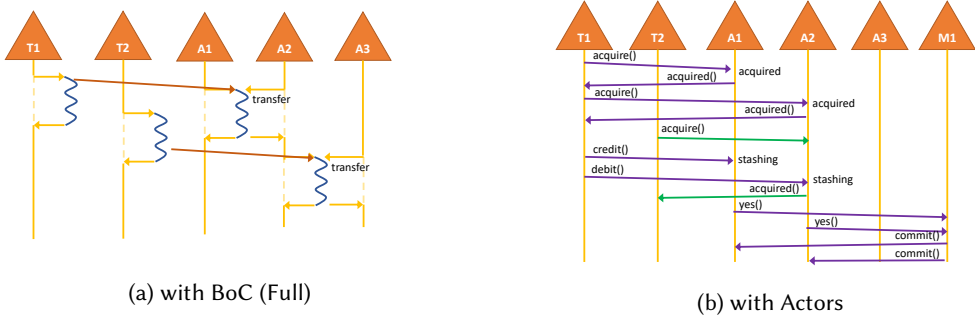 T1 T2 A1 A2 A3
transfer
transfer
(a) with BoC (Full)
T1 T2 A1 A2 A3 M1
acquire()
acquired
acquired()
acquire()
acquired
acquired()
acquire()
credit()
stashing
debit()
stashing
acquired()
yes()
yes()
commit()
commit()
(b) with Actors